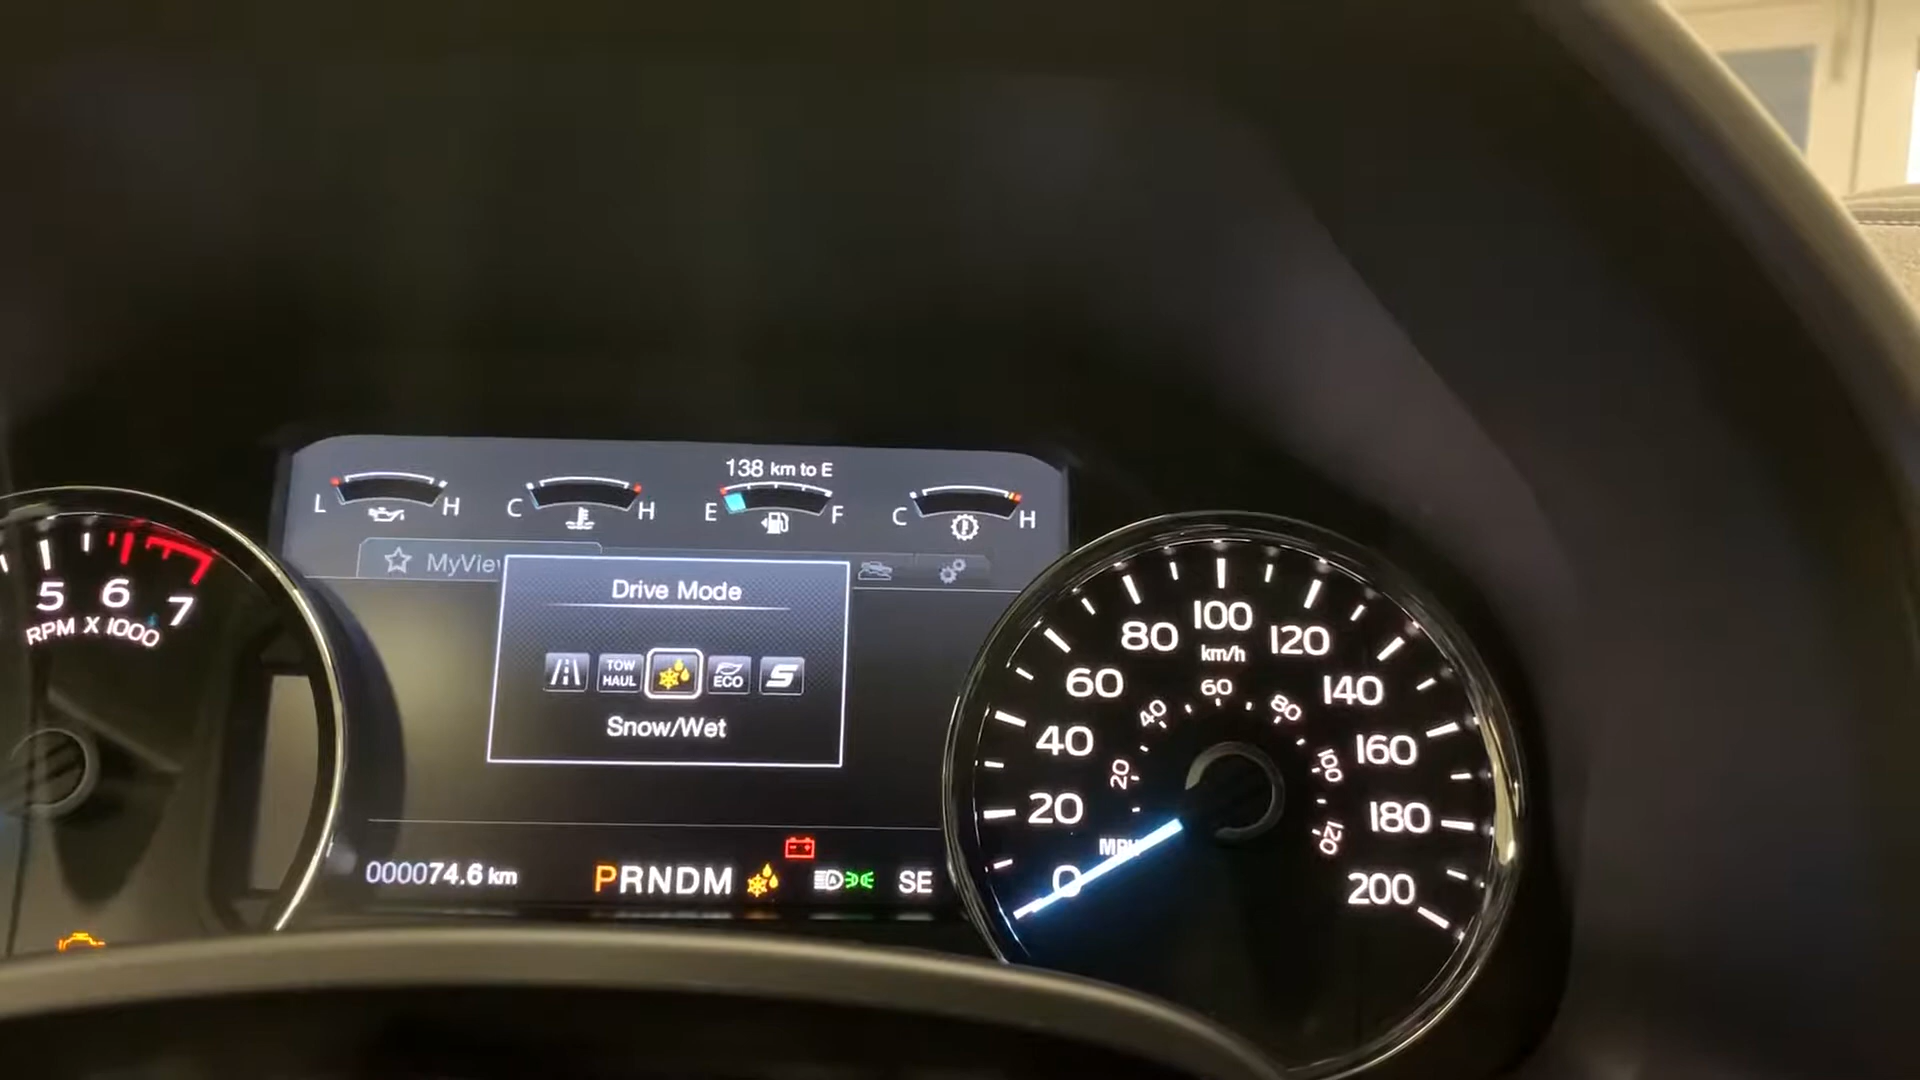 138 km to E
L H
C H
E F
C H
MyVie
Drive Mode
TOW
HAUL
ECO
S
Snow/Wet
5 6 7
RPM X 1000
000074.6 km
PRNDM
A
SE
0 20 40 60 80 100 120 140 160 180 200
km/h
20 40 60 80 100 120
MPH